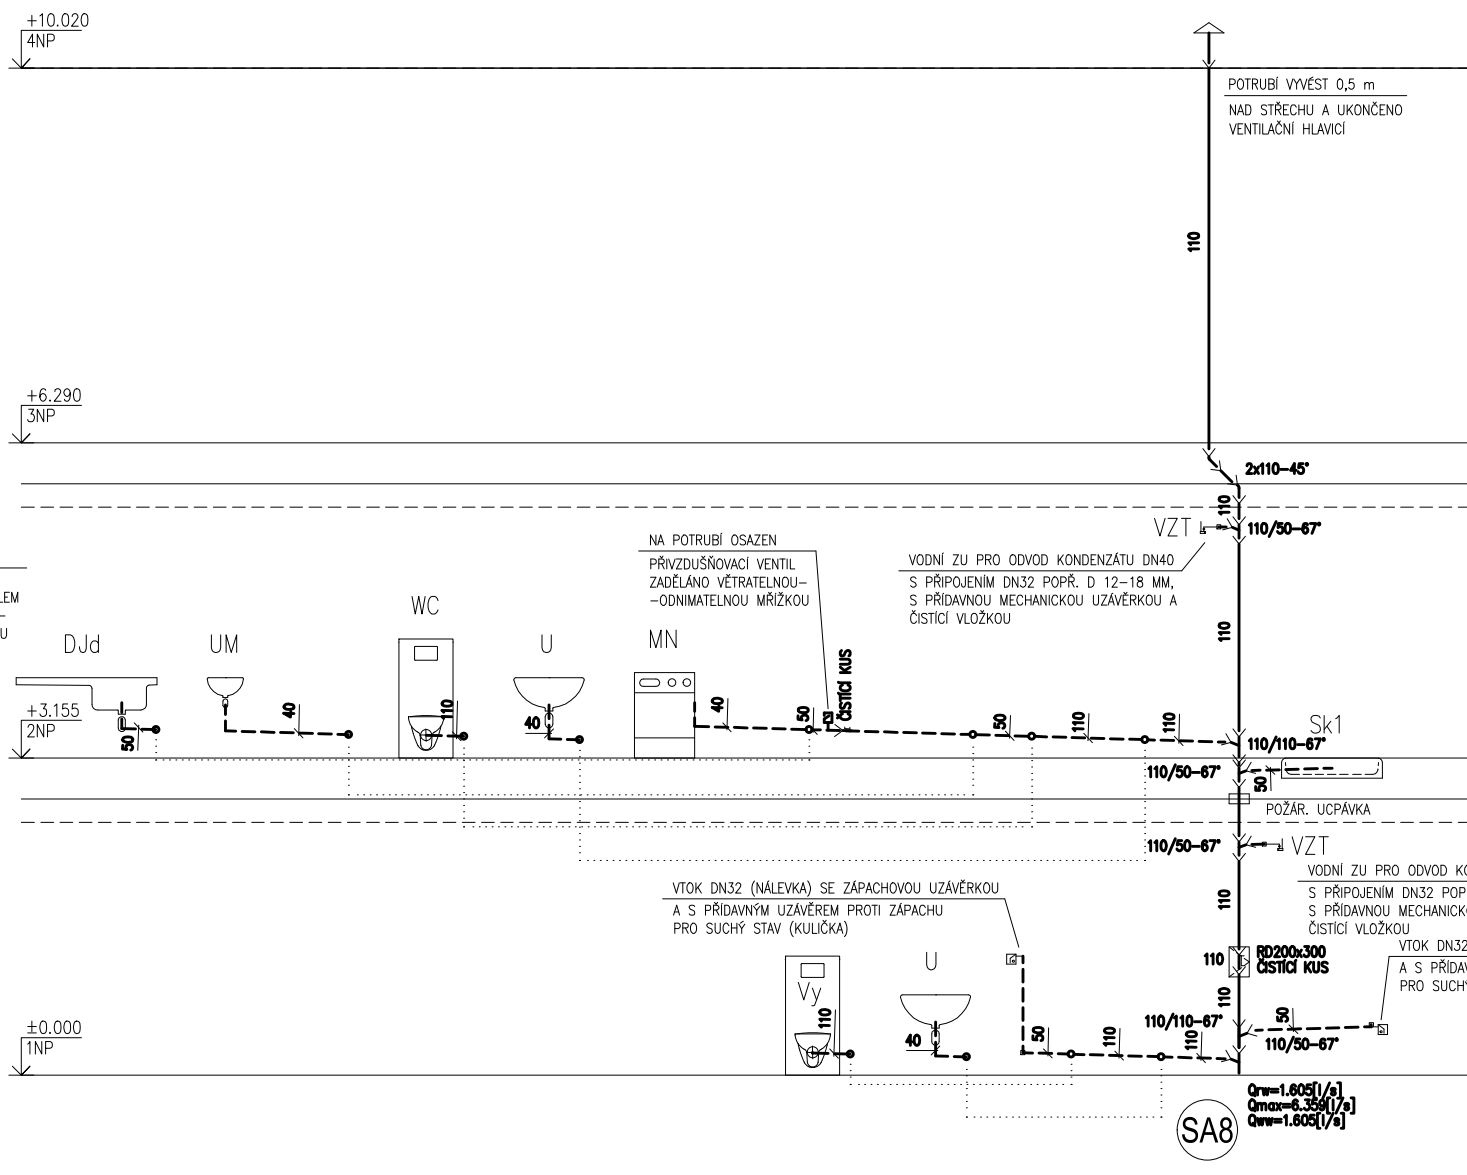 +10.020
4NP
POTRUBÍ VYVÉST 0,5 m
NAD STŘECHU A UKONČENO
VENTILAČNÍ HLAVICÍ
110
+6.290
3NP
2x110-45°
110
VZT
110/50-67°
NA POTRUBÍ OSAZEN
PŘIVZDUŠŇOVACÍ VENTIL
ZADĚLÁNO VĚTRATELNOU-
-ODNIMATELNOU MŘÍŽKOU
VODNÍ ZU PRO ODVOD KONDENZÁTU DN40
S PŘIPOJENÍM DN32 POPŘ. D 12-18 MM,
S PŘÍDAVNOU MECHANICKOU UZÁVĚRKOU A
ČISTÍCÍ VLOŽKOU
LEM
U
DJd
UM
WC
U
MN
110
ČISTÍCÍ KUS
+3.155
2NP
50
40
110
40
40
50
50
110
110
110/110-67°
Sk1
110/50-67°
50
POŽÁR. UCPÁVKA
110/50-67°
VZT
VODNÍ ZU PRO ODVOD KO
S PŘIPOJENÍM DN32 POP
S PŘÍDAVNOU MECHANICK
ČISTÍCÍ VLOŽKOU
VTOK DN32 (NÁLEVKA) SE ZÁPACHOVOU UZÁVĚRKOU
A S PŘÍDAVNÝM UZÁVĚREM PROTI ZÁPACHU
PRO SUCHÝ STAV (KULIČKA)
110
VTOK DN32
A S PŘÍDA
PRO SUCH
110
RD200x300
ČISTÍCÍ KUS
Vy
U
110
110/110-67°
50
110/50-67°
+0.000
1NP
110
40
50
110
110
Qrw=1.605[l/s]
Qmax=6.359[l/s]
Qww=1.605[l/s]
SA8